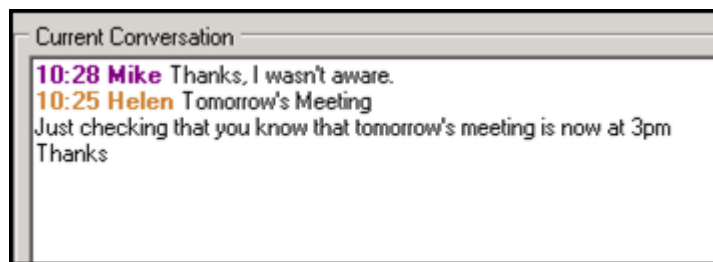 Current Conversation
10:28 Mike Thanks, I wasn't aware.
10:25 Helen Tomorrow's Meeting
Just checking that you know that tomorrow's meeting is now at 3pm
Thanks